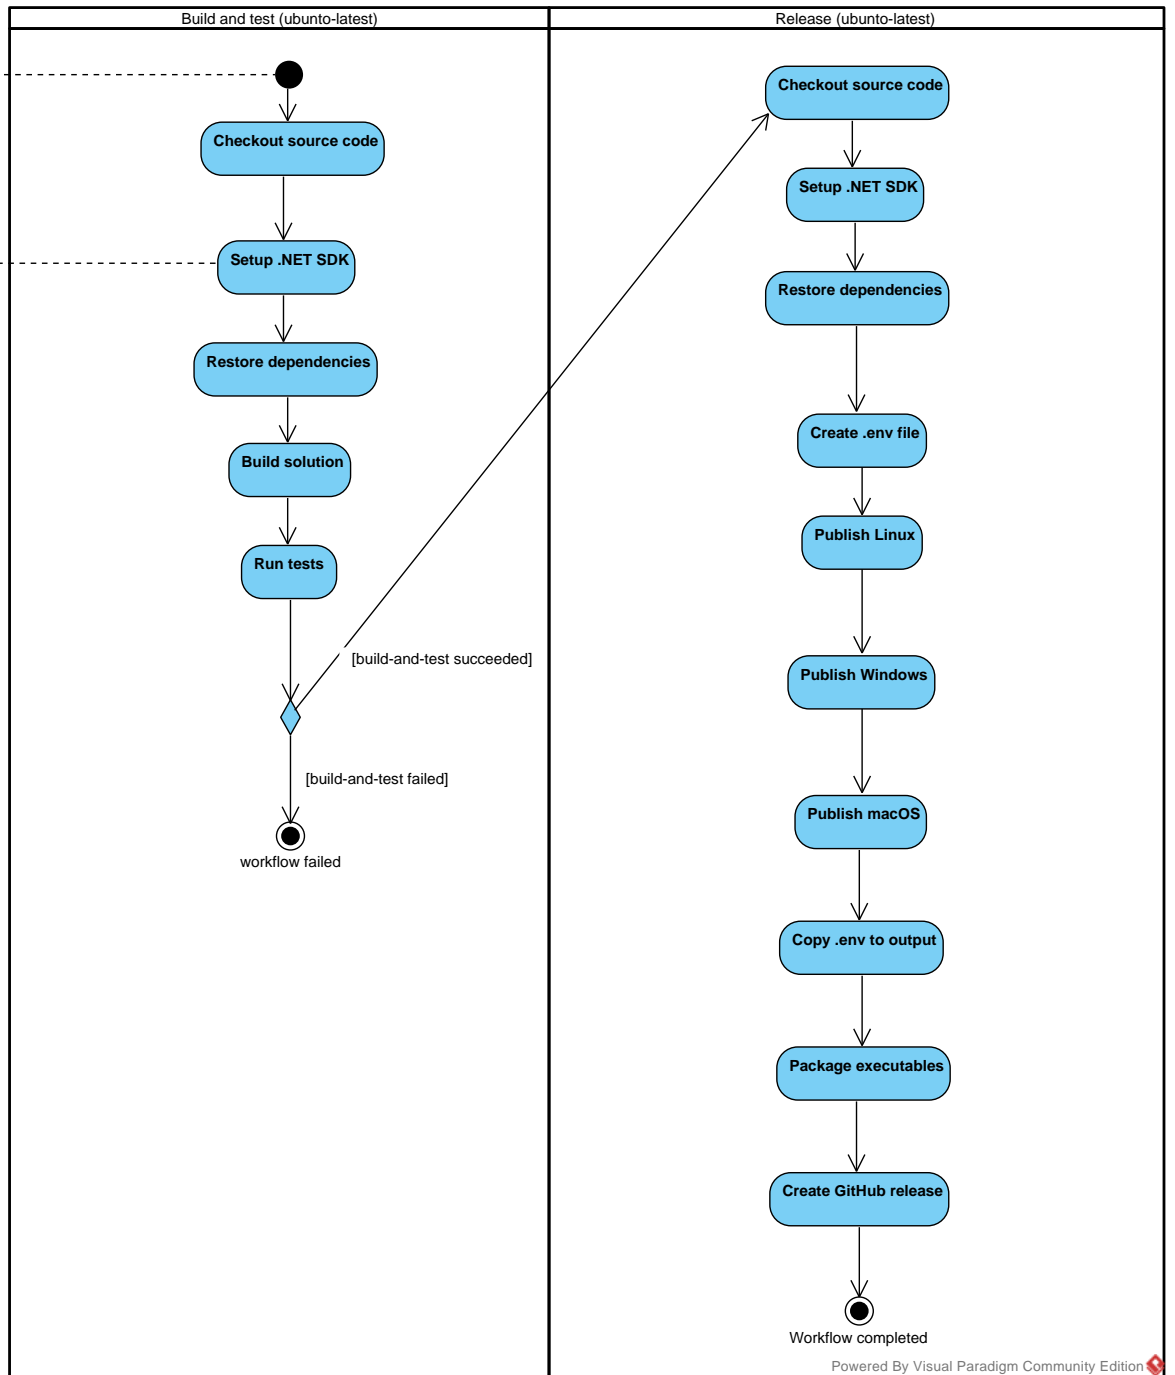 Build and test (ubunto-latest)
Checkout source code
Setup .NET SDK
Restore dependencies
Build solution
Run tests
[build-and-test succeeded]
[build-and-test failed]
workflow failed
Release (ubunto-latest)
Checkout source code
Setup .NET SDK
Restore dependencies
Create .env file
Publish Linux
Publish Windows
Publish macOS
Copy .env to output
Package executables
Create GitHub release
Workflow completed
Powered By Visual Paradigm Community Edition